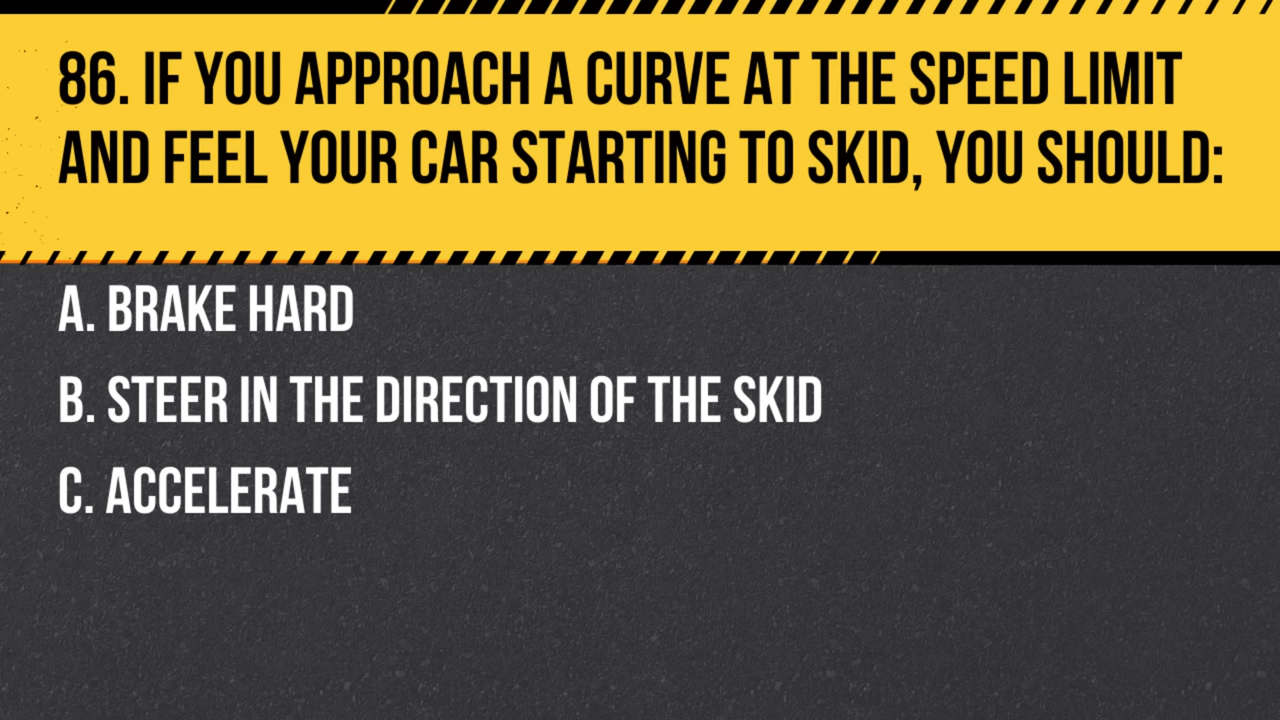 86. IF YOU APPROACH A CURVE AT THE SPEED LIMIT
AND FEEL YOUR CAR STARTING TO SKID, YOU SHOULD:
A. BRAKE HARD
B. STEER IN THE DIRECTION OF THE SKID
C. ACCELERATE